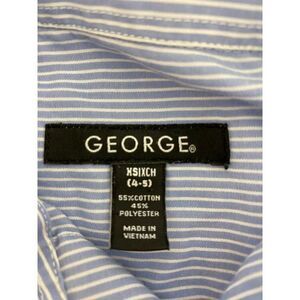 GEORGE®
XS|XCH
(4-5)
55%COTTON
45%
POLYESTER
MADE IN
VIETNAM